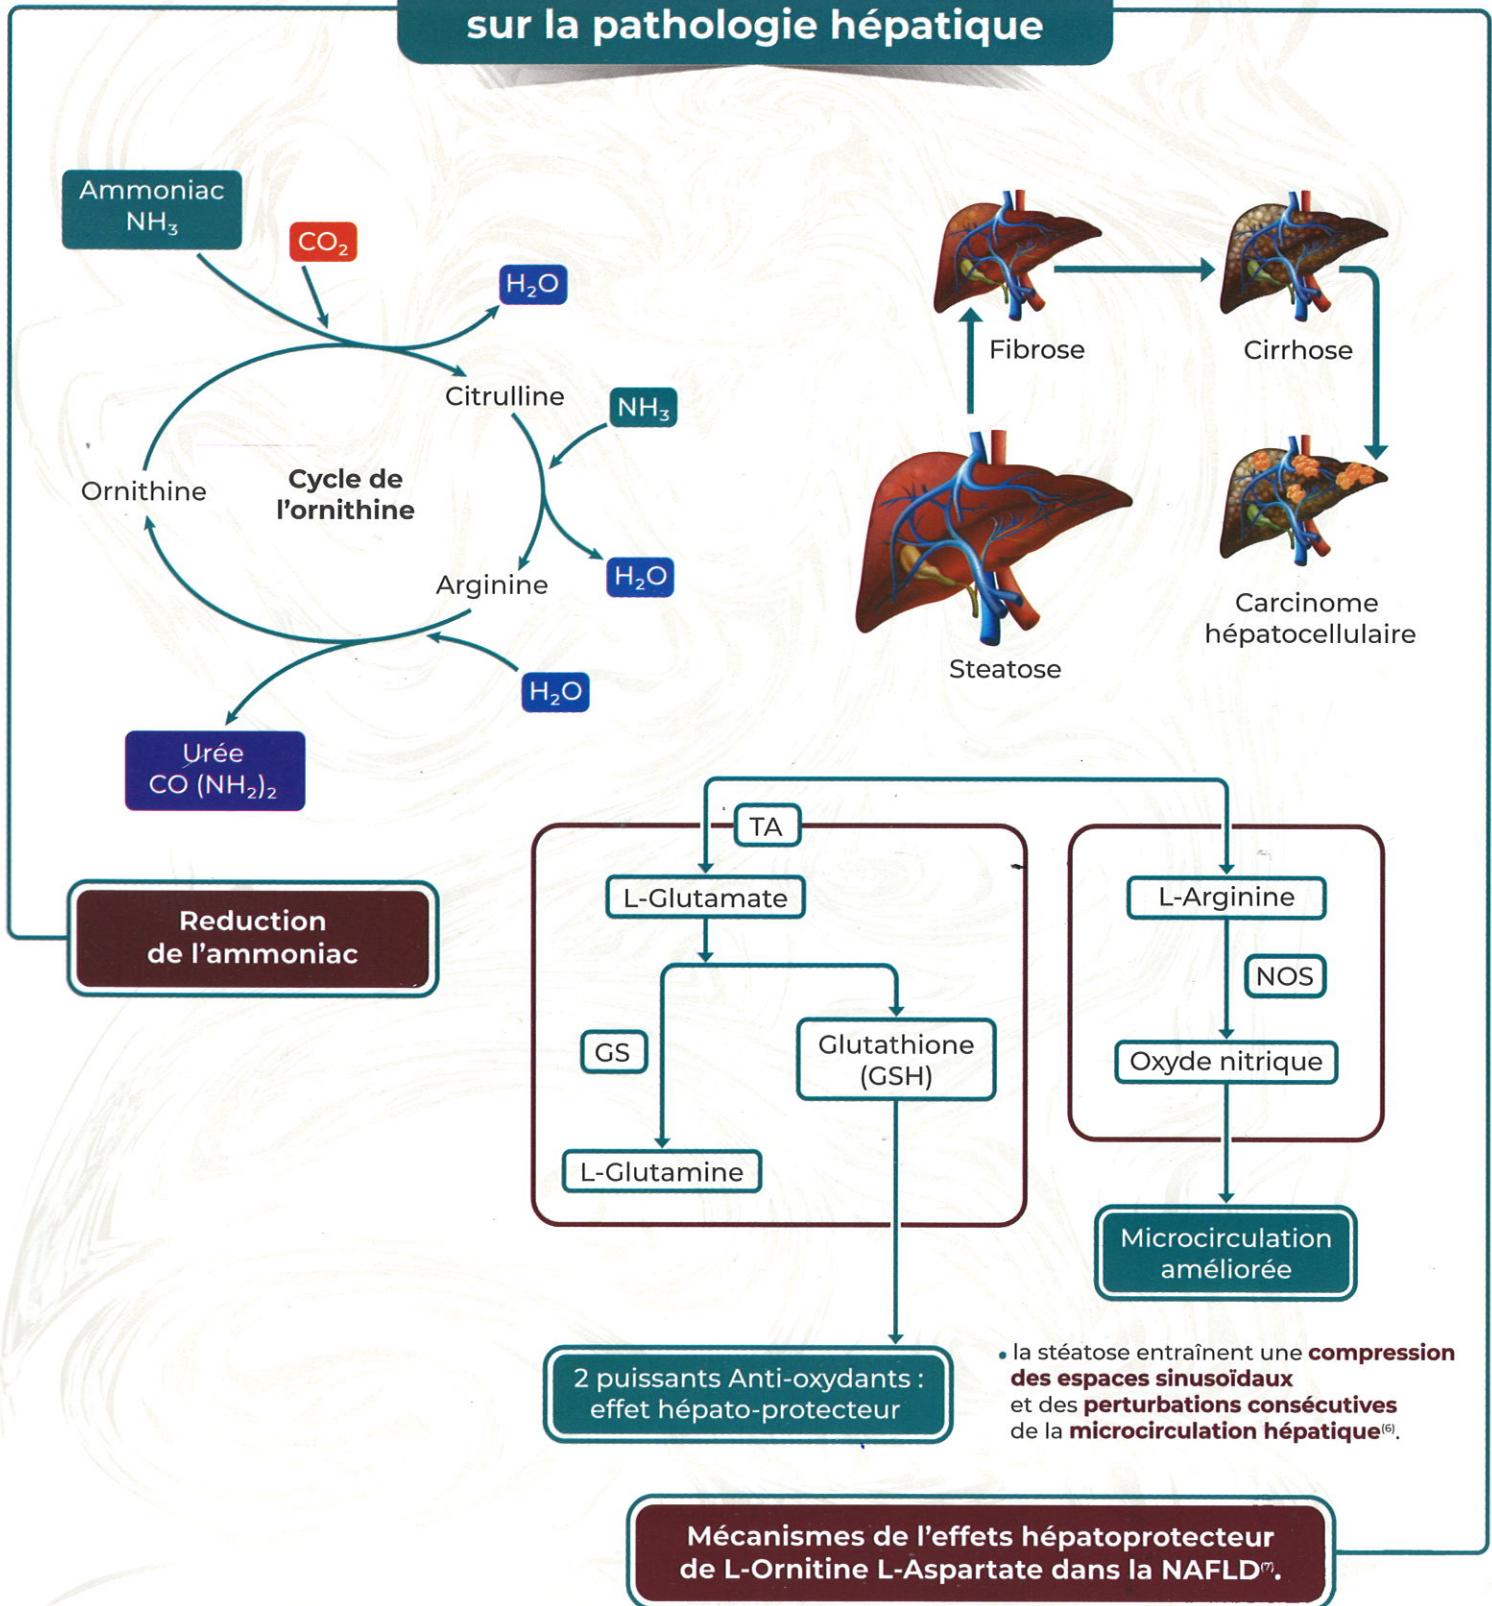 sur la pathologie hépatique
Ammoniac
NH₃
CO₂
H₂O
Citrulline
NH₃
Ornithine
Cycle de
l'ornithine
Arginine
H₂O
H₂O
Urée
CO (NH₂)₂
Reduction
de l'ammoniac
Fibrose
Cirrhose
Steatose
Carcinome
hépatocellulaire
TA
L-Glutamate
GS
Glutathione
(GSH)
L-Glutamine
2 puissants Anti-oxydants :
effet hépato-protecteur
L-Arginine
NOS
Oxyde nitrique
Microcirculation
améliorée
• la stéatose entraînent une compression
des espaces sinusoïdaux
et des perturbations consécutives
de la microcirculation hépatique⁽⁶⁾.
Mécanismes de l'effets hépatoprotecteur
de L-Ornitine L-Aspartate dans la NAFLD⁽⁷⁾.